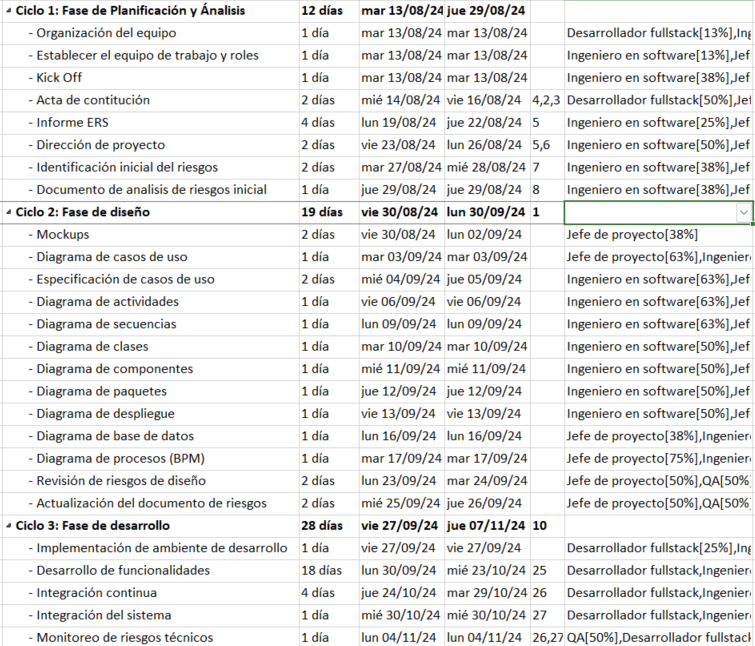 Ciclo 1: Fase de Planificación y Ánalisis 12 días mar 13/08/24 jue 29/08/24
- Organización del equipo 1 día mar 13/08/24 mar 13/08/24 Desarrollador fullstack[13%],Ing
- Establecer el equipo de trabajo y roles 1 día mar 13/08/24 mar 13/08/24 Ingeniero en software[13%],Jef
- Kick Off 1 día mar 13/08/24 mar 13/08/24 Ingeniero en software[38%],Jef
- Acta de contitución 2 días mié 14/08/24 vie 16/08/24 4,2,3 Desarrollador fullstack[50%],Jef
- Informe ERS 4 días lun 19/08/24 jue 22/08/24 5 Ingeniero en software[25%],Jef
- Dirección de proyecto 2 días vie 23/08/24 lun 26/08/24 5,6 Ingeniero en software[50%],Jef
- Identificación inicial del riesgos 2 días mar 27/08/24 mié 28/08/24 7 Ingeniero en software[38%],Jef
- Documento de analisis de riesgos inicial 1 día jue 29/08/24 jue 29/08/24 8 Ingeniero en software[38%],Jef
Ciclo 2: Fase de diseño 19 días vie 30/08/24 lun 30/09/24 1
- Mockups 2 días vie 30/08/24 lun 02/09/24 Jefe de proyecto[38%]
- Diagrama de casos de uso 1 día mar 03/09/24 mar 03/09/24 Jefe de proyecto[63%],Ingeniero
- Especificación de casos de uso 2 días mié 04/09/24 jue 05/09/24 Ingeniero en software[63%],Jef
- Diagrama de actividades 1 día vie 06/09/24 vie 06/09/24 Ingeniero en software[63%],Jef
- Diagrama de secuencias 1 día lun 09/09/24 lun 09/09/24 Ingeniero en software[63%],Jef
- Diagrama de clases 1 día mar 10/09/24 mar 10/09/24 Ingeniero en software[50%],Jef
- Diagrama de componentes 1 día mié 11/09/24 mié 11/09/24 Ingeniero en software[50%],Jef
- Diagrama de paquetes 1 día jue 12/09/24 jue 12/09/24 Ingeniero en software[50%],Jef
- Diagrama de despliegue 1 día vie 13/09/24 vie 13/09/24 Ingeniero en software[50%],Jef
- Diagrama de base de datos 1 día lun 16/09/24 lun 16/09/24 Jefe de proyecto[38%],Ingenier
- Diagrama de procesos (BPM) 1 día mar 17/09/24 mar 17/09/24 Jefe de proyecto[75%],Ingenier
- Revisión de riesgos de diseño 2 días lun 23/09/24 mar 24/09/24 Jefe de proyecto[50%],QA[50%
- Actualización del documento de riesgos 2 días mié 25/09/24 jue 26/09/24 Jefe de proyecto[50%],QA[50%
Ciclo 3: Fase de desarrollo 28 días vie 27/09/24 jue 07/11/24 10
- Implementación de ambiente de desarrollo 1 día vie 27/09/24 vie 27/09/24 Desarrollador fullstack[25%],Ing
- Desarrollo de funcionalidades 18 días lun 30/09/24 mié 23/10/24 25 Desarrollador fullstack,Ingenier
- Integración continua 4 días jue 24/10/24 mar 29/10/24 26 Desarrollador fullstack,Ingenier
- Integración del sistema 1 día mié 30/10/24 mié 30/10/24 27 Desarrollador fullstack,Ingenier
- Monitoreo de riesgos técnicos 1 día lun 04/11/24 lun 04/11/24 26,27 QA[50%],Desarrollador fullstack